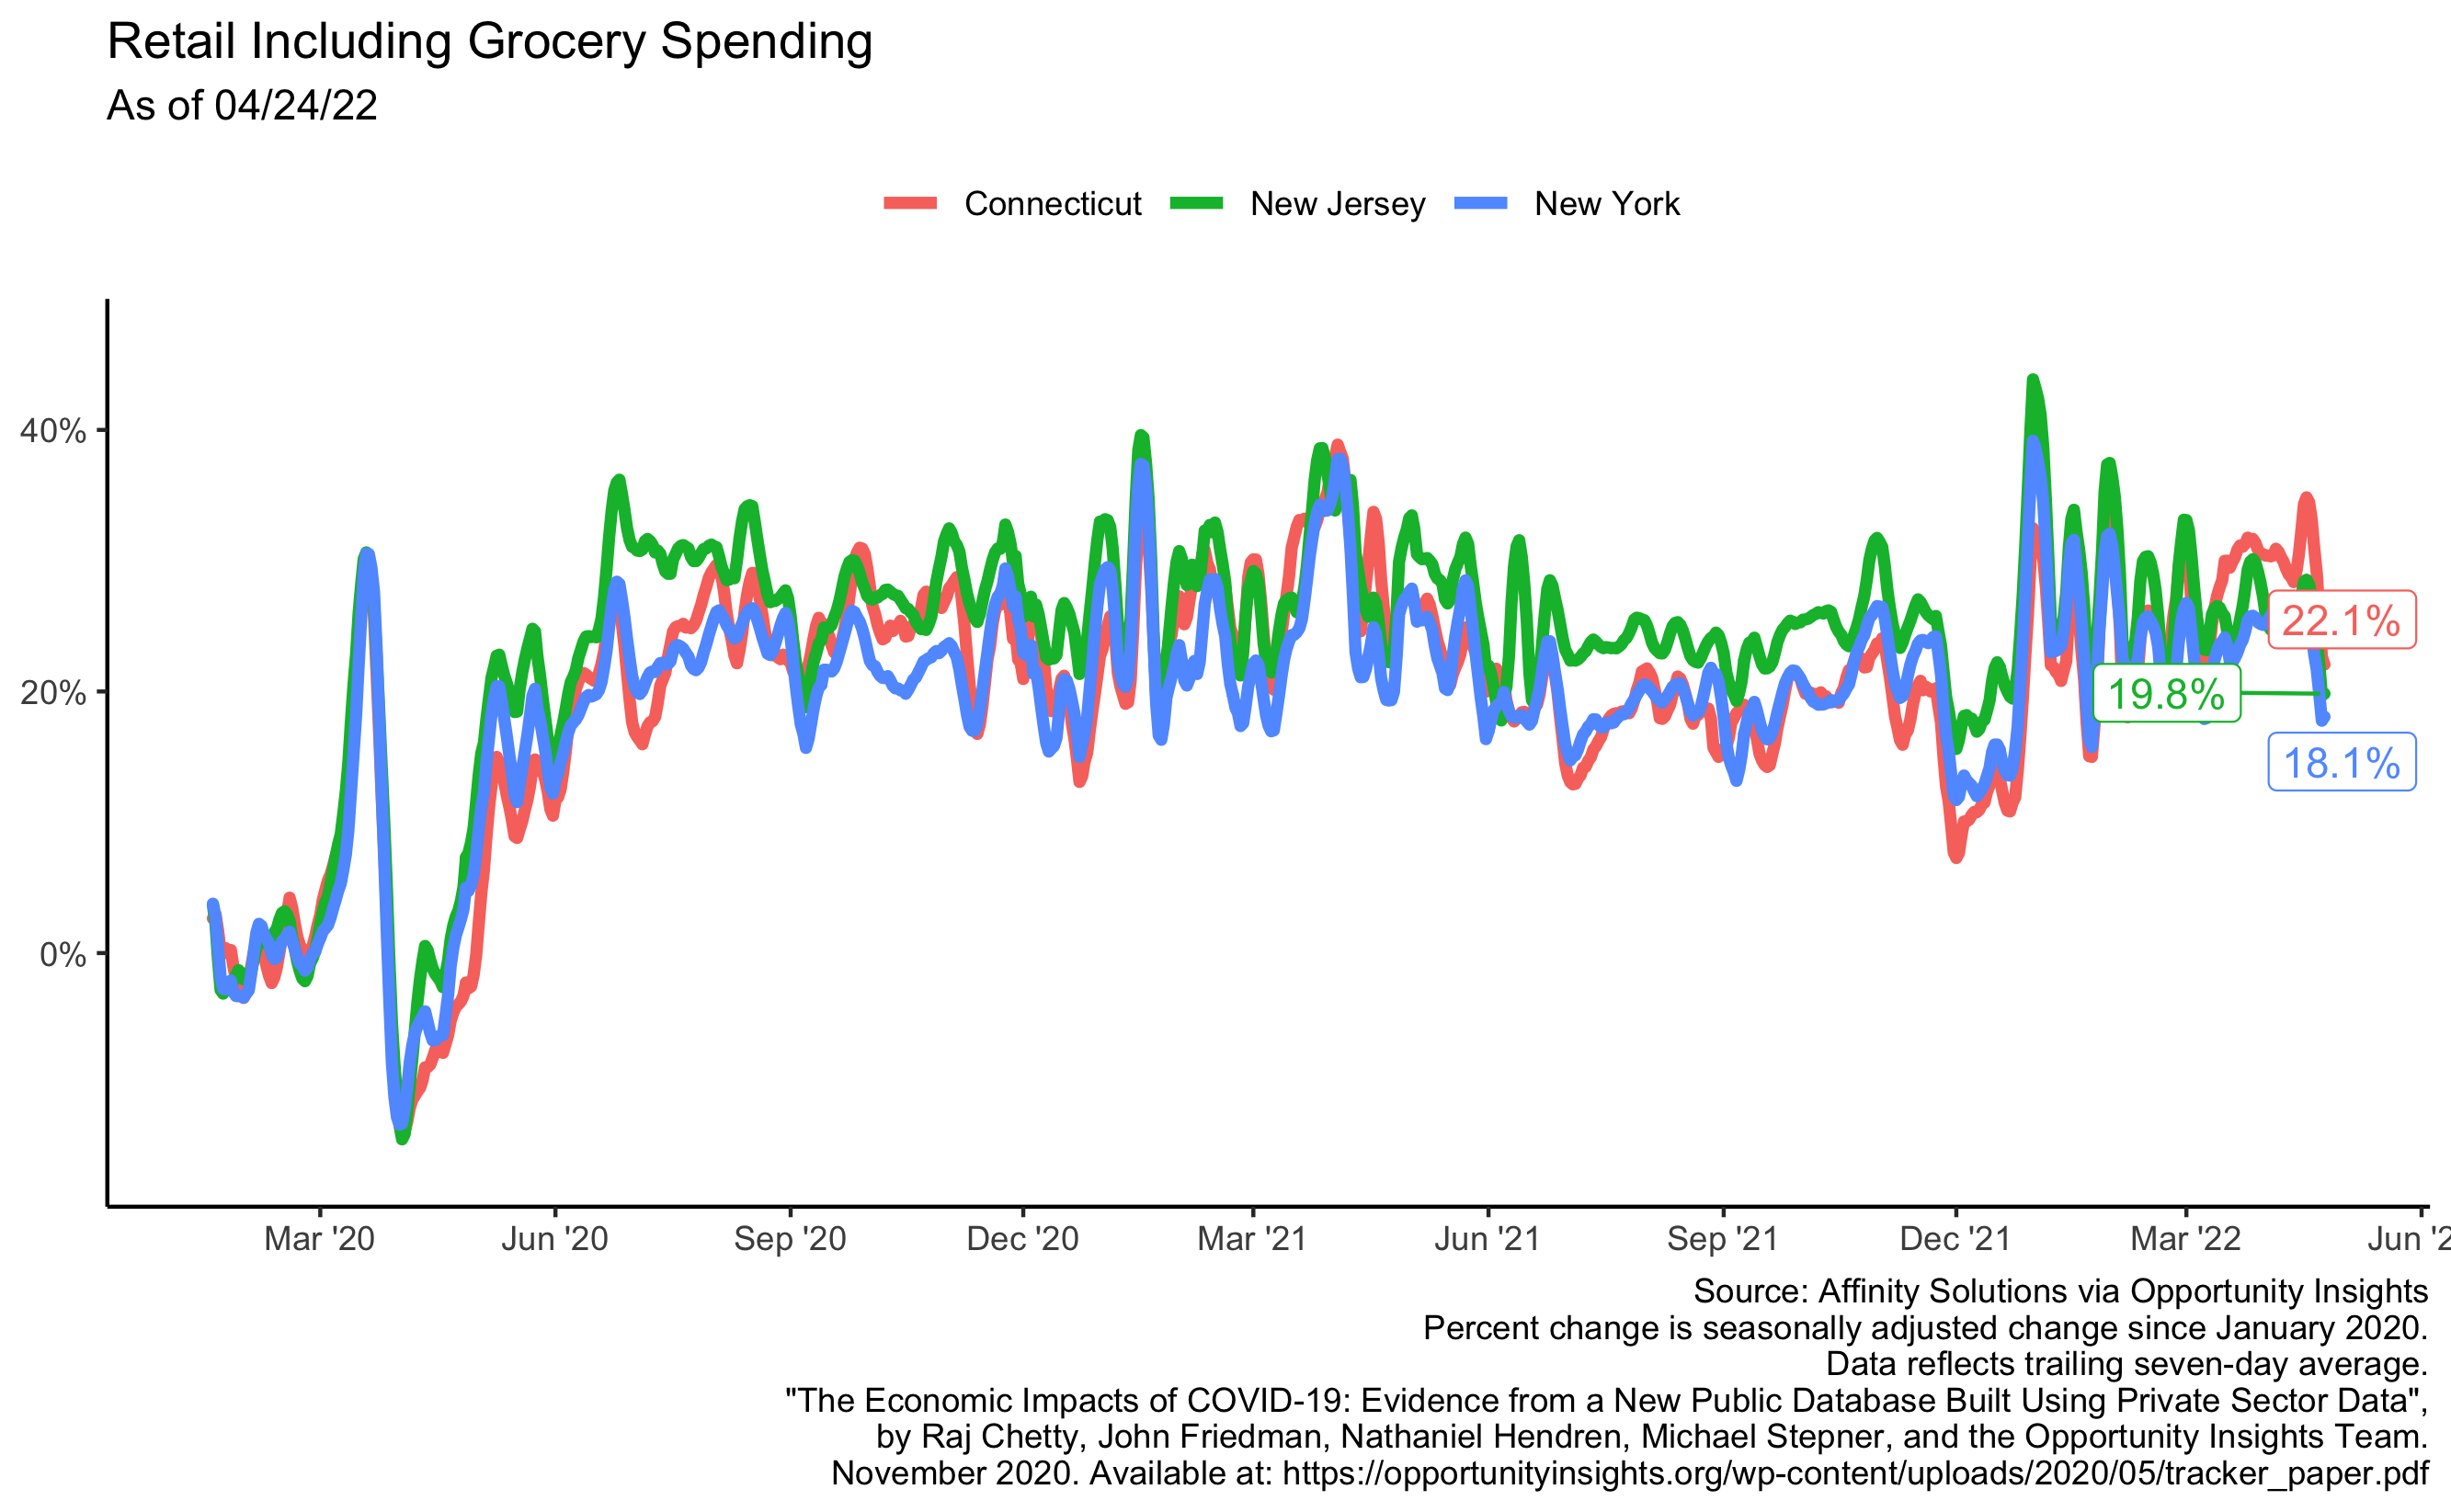 Retail Including Grocery Spending
As of 04/24/22
Connecticut New Jersey New York
40%
20%
0%
22.1%
19.8%
18.1%
Mar '20 Jun '20 Sep '20 Dec '20 Mar '21 Jun '21 Sep '21 Dec '21 Mar '22 Jun '2
Source: Affinity Solutions via Opportunity Insights
Percent change is seasonally adjusted change since January 2020.
Data reflects trailing seven-day average.
"The Economic Impacts of COVID-19: Evidence from a New Public Database Built Using Private Sector Data",
by Raj Chetty, John Friedman, Nathaniel Hendren, Michael Stepner, and the Opportunity Insights Team.
November 2020. Available at: https://opportunityinsights.org/wp-content/uploads/2020/05/tracker_paper.pdf